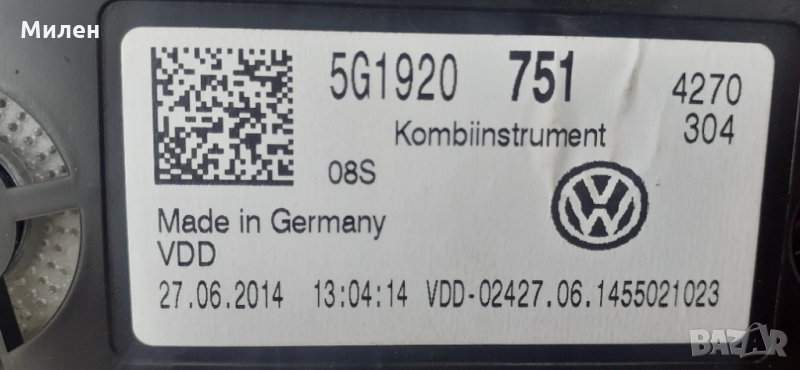 Милен
5G1920 751 4270
Kombiinstrument 304
08S
Made in Germany
VDD
27.06.2014 13:04:14 VDD-02427.06.1455021023
BAZAR